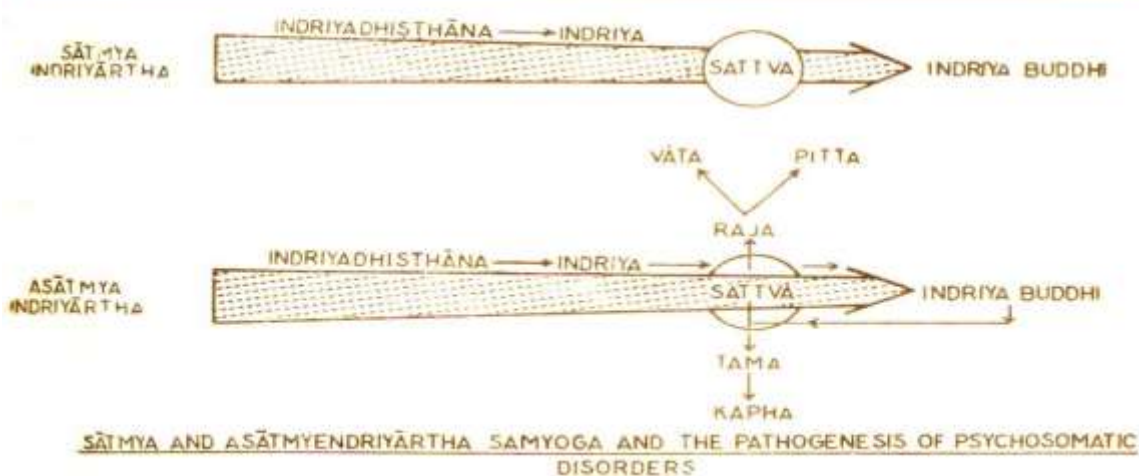 INDRIYADHISTHĀNA → INDRIYA
SĀTMYA
INDRIYĀRTHA
SATTVA
INDRIYA BUDDHI
VĀTA
PITTA
RAJA
INDRIYADHISTHĀNA → INDRIYA
ASĀTMYA
INDRIYĀRTHA
SATTVA
INDRIYA BUDDHI
TAMA
KAPHA
SĀTMYA AND ASĀTMYENDRIYĀRTHA SAMYOGA AND THE PATHOGENESIS OF PSYCHOSOMATIC
DISORDERS